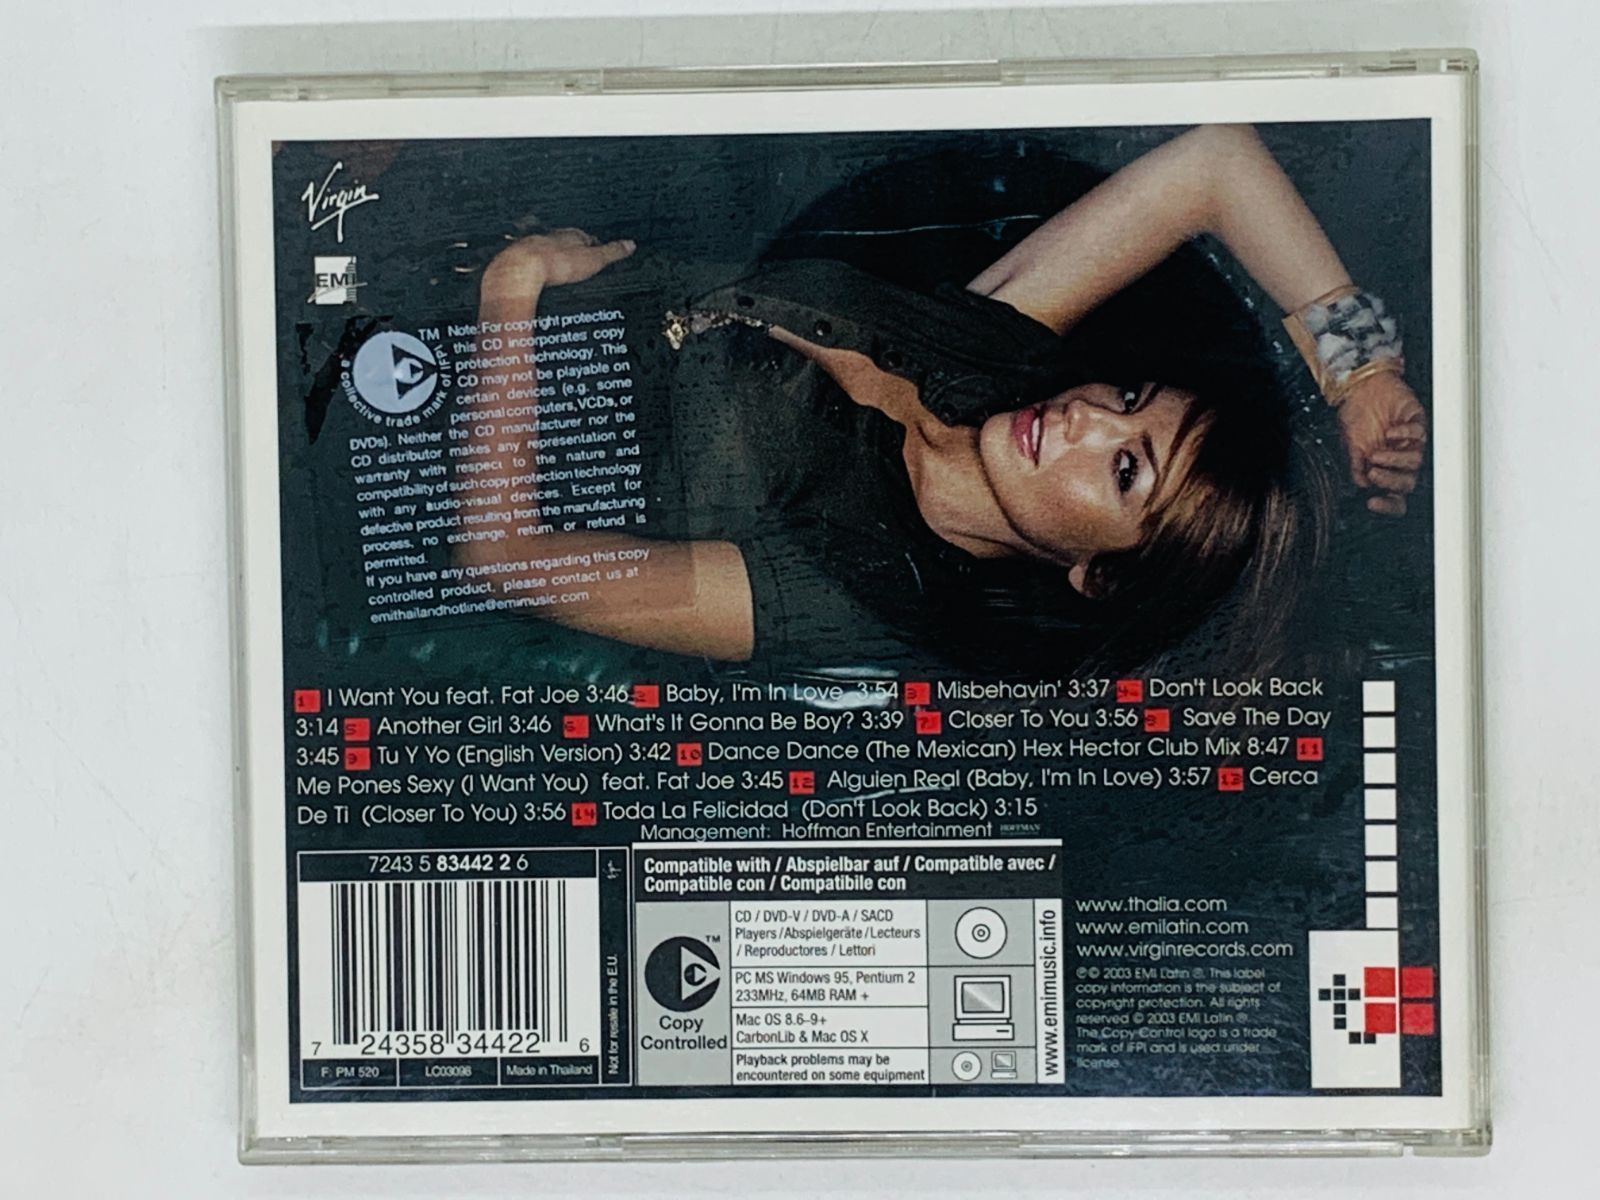 Virgin
EMI
TM
a collective trade mark of IFPI
Note: For copyright protection,
this CD incorporates copy
protection technology. This
CD may not be playable on
certain devices (e.g. some
personal computers, VCDs, or
DVDs). Neither the CD manufacturer nor the
CD distributor makes any representation or
warranty with respect to the nature and
compatibility of such copy protection technology
with any audio-visual devices. Except for
defective product resulting from the manufacturing
process, no exchange, return or refund is
permitted.
If you have any questions regarding this copy
controlled product, please contact us at
emithailandhotline@emimusic.com
1 I Want You feat. Fat Joe 3:46 2 Baby, I'm In Love 3:54 3 Misbehavin' 3:37 4 Don't Look Back
3:14 5 Another Girl 3:46 6 What's It Gonna Be Boy? 3:39 7 Closer To You 3:56 8 Save The Day
3:45 9 Tu Y Yo (English Version) 3:42 10 Dance Dance (The Mexican) Hex Hector Club Mix 8:47 11
Me Pones Sexy (I Want You) feat. Fat Joe 3:45 12 Alguien Real (Baby, I'm In Love) 3:57 13 Cerca
De Ti (Closer To You) 3:56 14 Toda La Felicidad (Don't Look Back) 3:15
Management: Hoffman Entertainment HOFFMAN
7243 5 83442 2 6
7 24358 34422 6
F: PM 520
LC03098
Made in Thailand
Not for resale in the E.U.
Compatible with / Abspielbar auf / Compatible avec /
Compatible con / Compatibile con
TM
Copy
Controlled
CD / DVD-V / DVD-A / SACD
Players / Abspielgeräte / Lecteurs
/ Reproductores / Lettori
PC MS Windows 95, Pentium 2
233MHz, 64MB RAM +
Mac OS 8.6-9+
CarbonLib & Mac OS X
Playback problems may be
encountered on some equipment
www.emimusic.info
www.thalia.com
www.emilatin.com
www.virginrecords.com
℗© 2003 EMI Latin ®. This label
copy information is the subject of
copyright protection. All rights
reserved © 2003 EMI Latin ®.
The Copy Control logo is a trade
mark of IFPI and is used under
license.